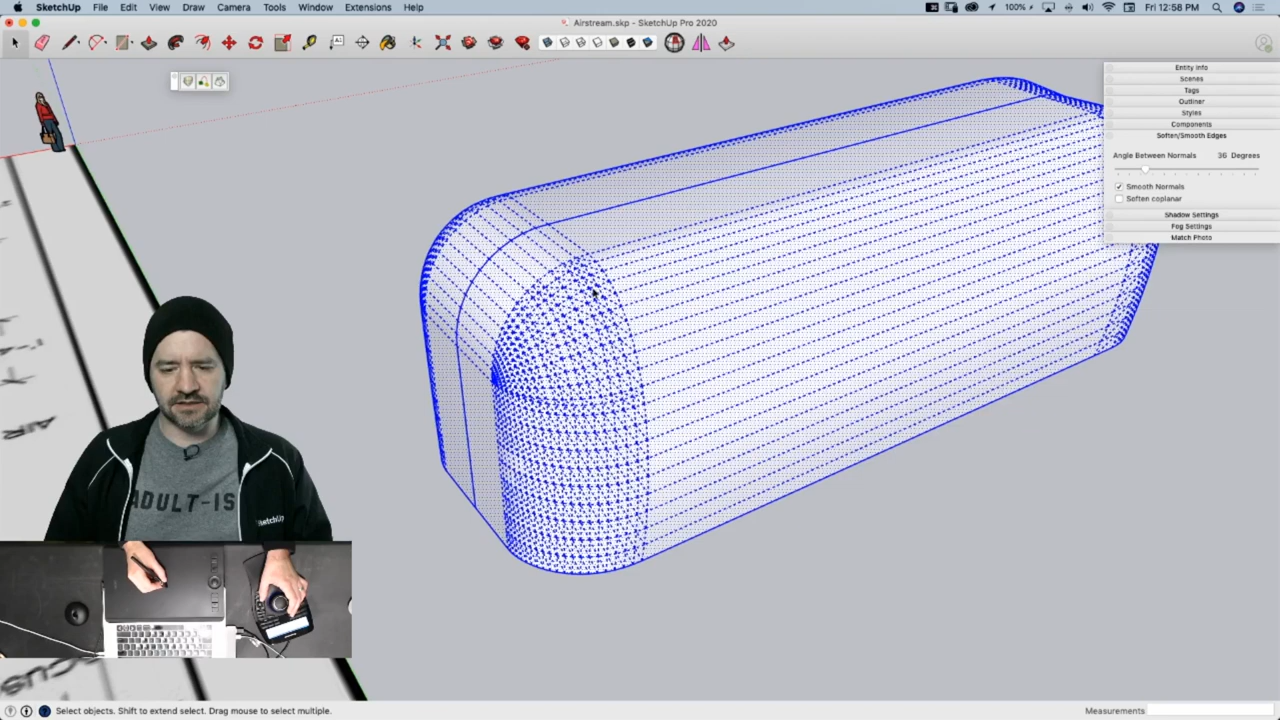 SketchUp File Edit View Draw Camera Tools Window Extensions Help 100% Fri 12:58 PM
Airstream.skp - SketchUp Pro 2020
Entity Info
Scenes
Tags
Outliner
Styles
Components
Soften/Smooth Edges
Angle Between Normals 36 Degrees
Smooth Normals
Soften coplanar
Shadow Settings
Fog Settings
Match Photo
ADULT-IS
SketchUp
Select objects. Shift to extend select. Drag mouse to select multiple. Measurements